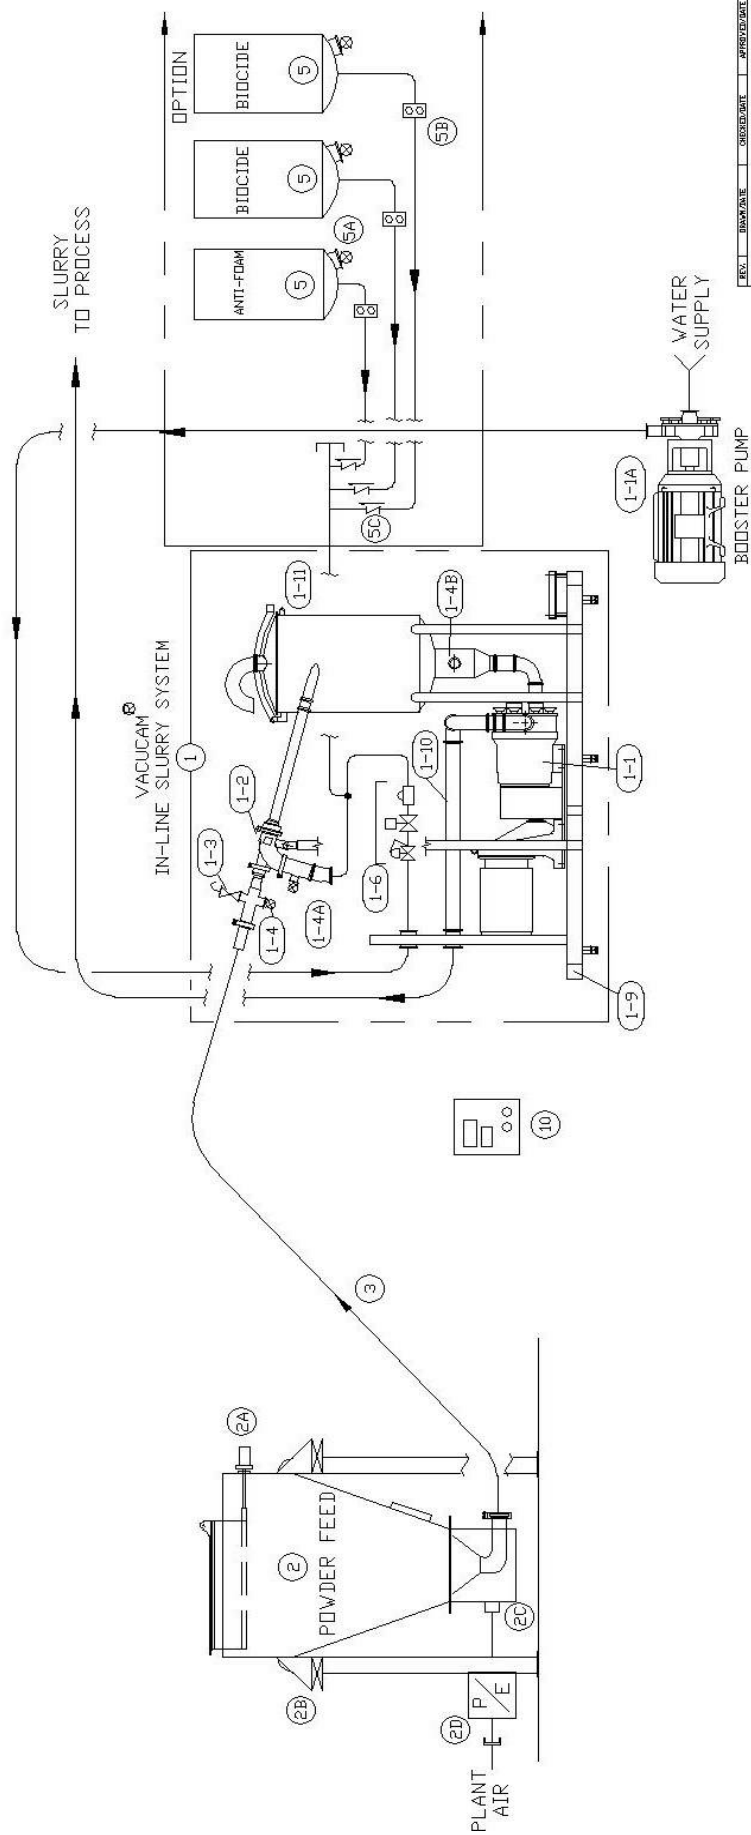 PLANT
AIR
2D
P/E
2B
2
POWDER FEED
2C
2A
3
10
VACUCAM®
IN-LINE SLURRY SYSTEM
1
1-3
1-2
1-4
1-4A
1-6
1-10
1-11
1-4B
1-1
1-9
SLURRY
TO PROCESS
OPTION
ANTI-FOAM
5
BIOCIDE
5
BIOCIDE
5
5A
5B
5C
1-1A
BOOSTER PUMP
WATER
SUPPLY
REV. DRAWN/DATE CHECKED/DATE APPROVED/DATE